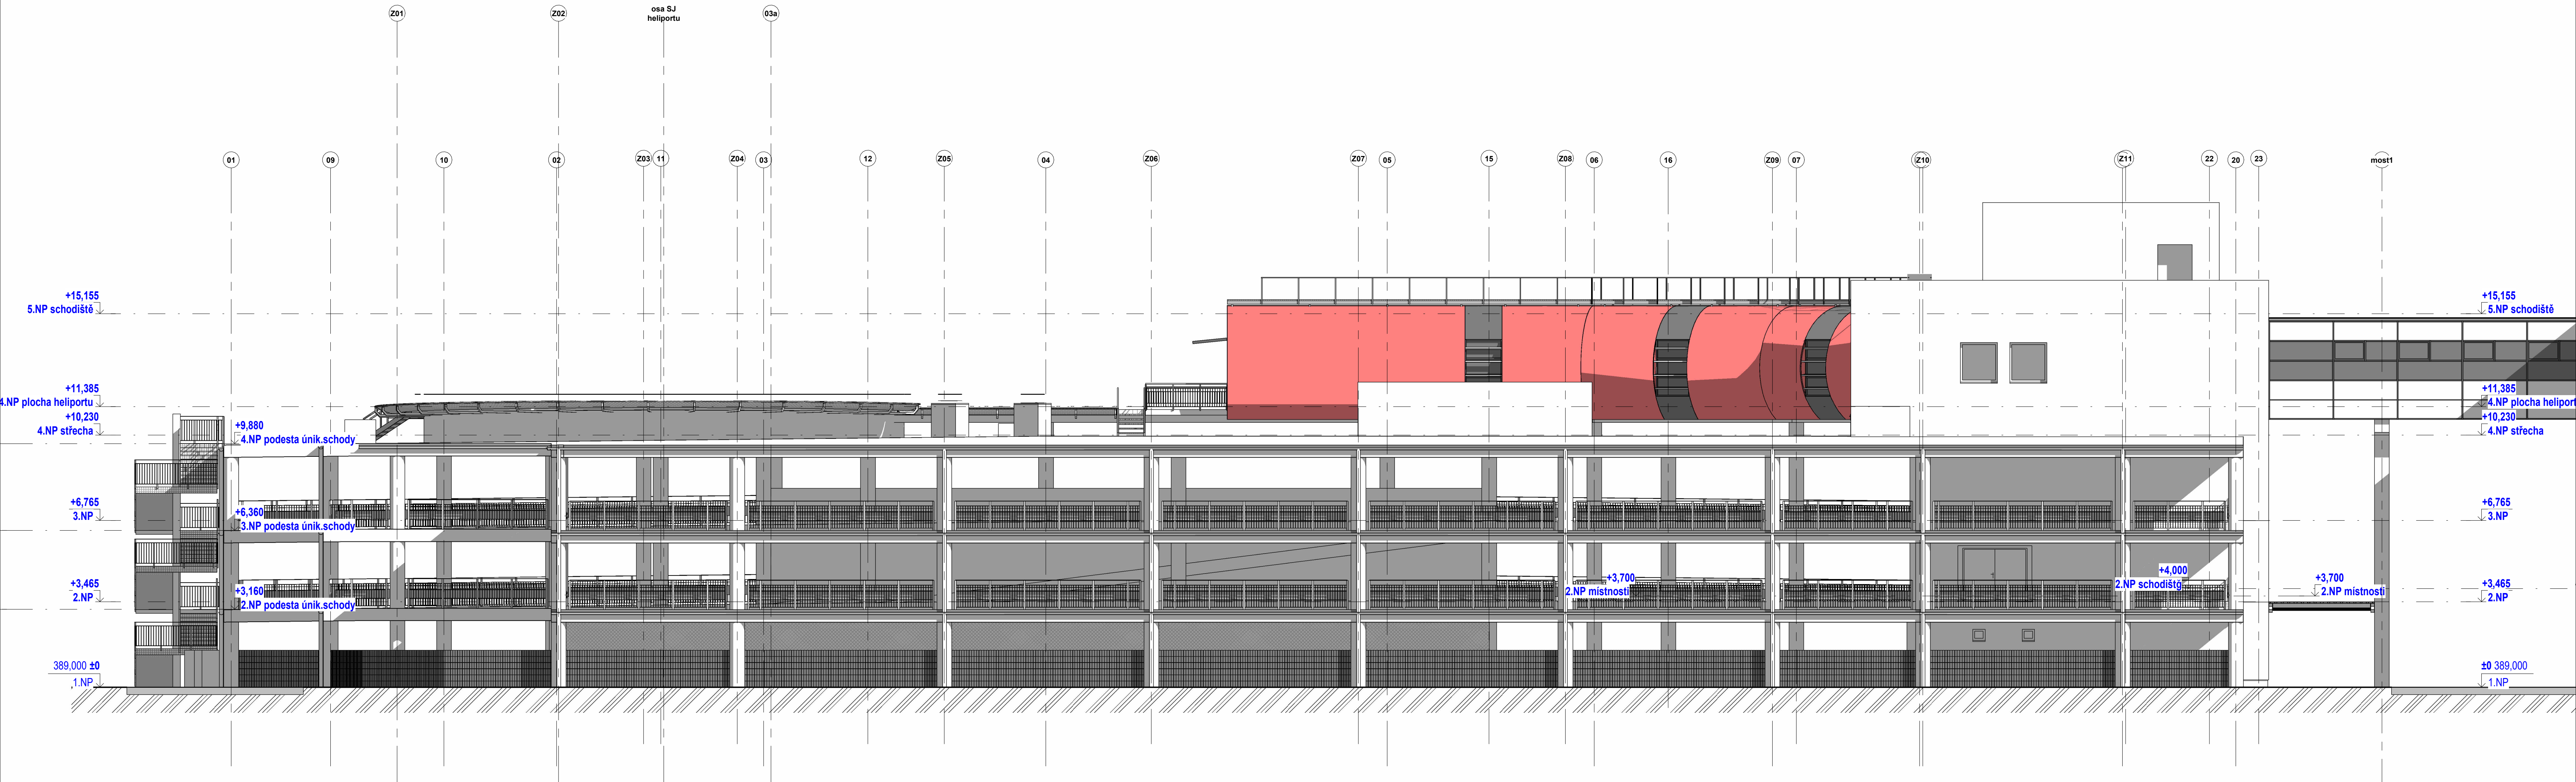 Z01
Z02
osa SJ
heliportu
03a
01
09
10
02
Z03
11
Z04
03
12
Z05
04
Z06
Z07
05
15
Z08
06
16
Z09
07
Z10
Z11
22
20
23
most1
+15,155
5.NP schodiště
+11,385
4.NP plocha heliportu
+10,230
4.NP střecha
+9,880
4.NP podesta únik.schody
+6,765
3.NP
+6,360
3.NP podesta únik.schody
+3,465
2.NP
+3,160
2.NP podesta únik.schody
389,000 ±0
1.NP
+3,700
2.NP místnosti
+4,000
2.NP schodiště
+3,700
2.NP místnosti
+15,155
5.NP schodiště
+11,385
4.NP plocha heliport
+10,230
4.NP střecha
+6,765
3.NP
+3,465
2.NP
±0 389,000
1.NP